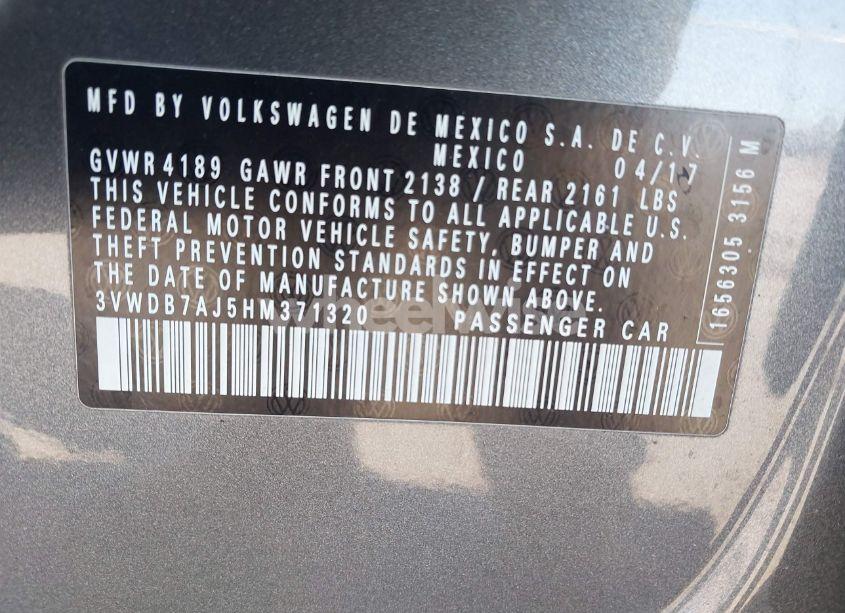 MFD BY VOLKSWAGEN DE MEXICO S.A. DE C.V.
MEXICO 04/17
GVWR 4189 GAWR FRONT 2138 / REAR 2161 LBS
THIS VEHICLE CONFORMS TO ALL APPLICABLE U.S.
FEDERAL MOTOR VEHICLE SAFETY, BUMPER AND
THEFT PREVENTION STANDARDS IN EFFECT ON
THE DATE OF MANUFACTURE SHOWN ABOVE.
3VWDB7AJ5HM371320 PASSENGER CAR
1656305 3156 M